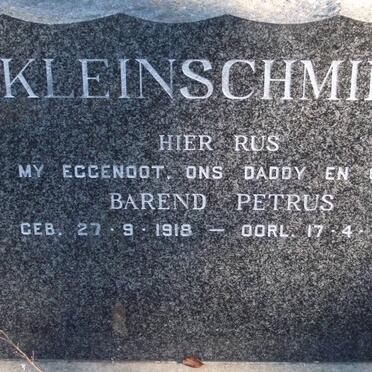 KLEINSCHMI
HIER RUS
MY EGGENOOT, ONS DADDY EN
BAREND PETRUS
GEB. 27·9·1918 — OORL. 17·4·